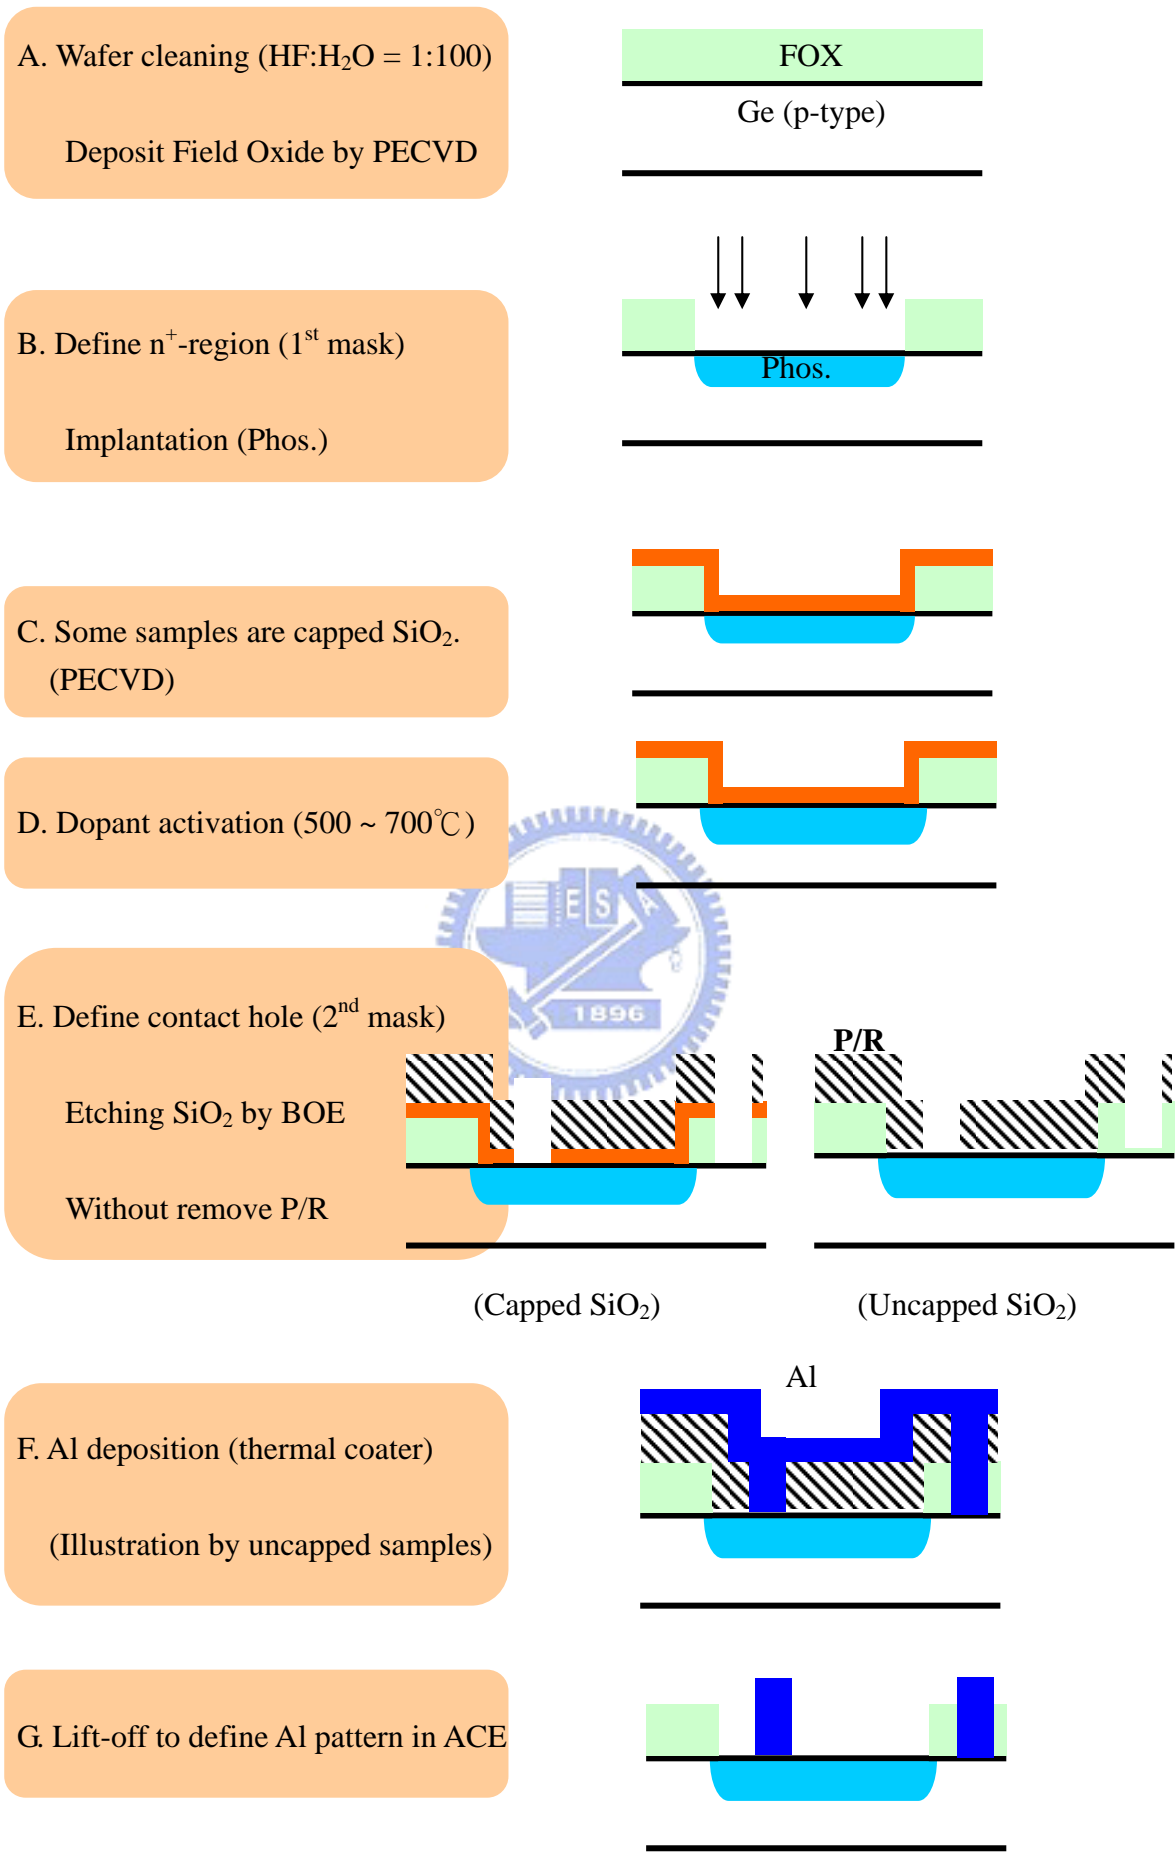 A. Wafer cleaning (HF:H₂O = 1:100)
Deposit Field Oxide by PECVD
FOX
Ge (p-type)
B. Define n⁺-region (1ˢᵗ mask)
Implantation (Phos.)
Phos.
C. Some samples are capped SiO₂.
(PECVD)
D. Dopant activation (500 ~ 700℃)
E S A
1896
E. Define contact hole (2ⁿᵈ mask)
Etching SiO₂ by BOE
Without remove P/R
P/R
(Capped SiO₂)
(Uncapped SiO₂)
Al
F. Al deposition (thermal coater)
(Illustration by uncapped samples)
G. Lift-off to define Al pattern in ACE